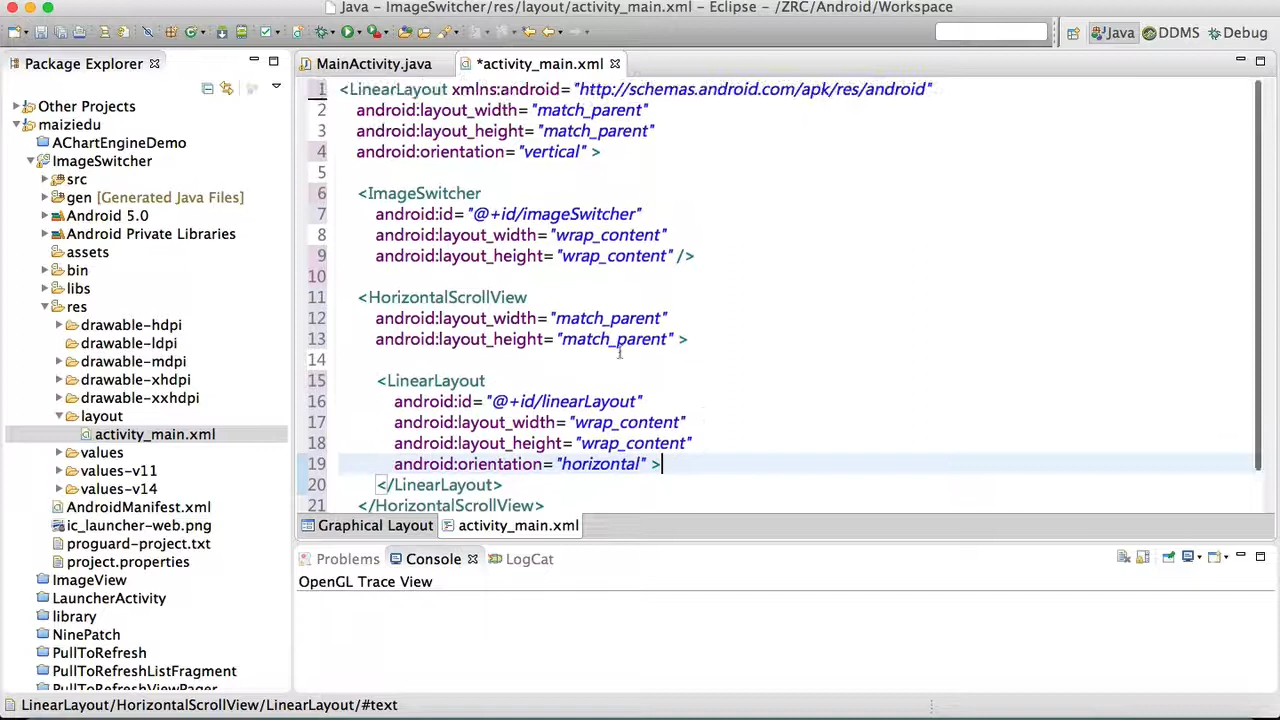 Java – ImageSwitcher/res/layout/activity_main.xml – Eclipse – /ZRC/Android/Workspace
Java
DDMS
Debug
Package Explorer
MainActivity.java
*activity_main.xml
Other Projects
maiziedu
AChartEngineDemo
ImageSwitcher
src
gen [Generated Java Files]
Android 5.0
Android Private Libraries
assets
bin
libs
res
drawable-hdpi
drawable-ldpi
drawable-mdpi
drawable-xhdpi
drawable-xxhdpi
layout
activity_main.xml
values
values-v11
values-v14
AndroidManifest.xml
ic_launcher-web.png
proguard-project.txt
project.properties
ImageView
LauncherActivity
library
NinePatch
PullToRefresh
PullToRefreshListFragment
PullToRefreshViewPager
1 <LinearLayout xmlns:android="http://schemas.android.com/apk/res/android"
2 android:layout_width="match_parent"
3 android:layout_height="match_parent"
4 android:orientation="vertical" >
5
6 <ImageSwitcher
7 android:id="@+id/imageSwitcher"
8 android:layout_width="wrap_content"
9 android:layout_height="wrap_content" />
10
11 <HorizontalScrollView
12 android:layout_width="match_parent"
13 android:layout_height="match_parent" >
14
15 <LinearLayout
16 android:id="@+id/linearLayout"
17 android:layout_width="wrap_content"
18 android:layout_height="wrap_content"
19 android:orientation="horizontal" >
20 </LinearLayout>
21 </HorizontalScrollView>
Graphical Layout
activity_main.xml
Problems
Console
LogCat
OpenGL Trace View
LinearLayout/HorizontalScrollView/LinearLayout/#text